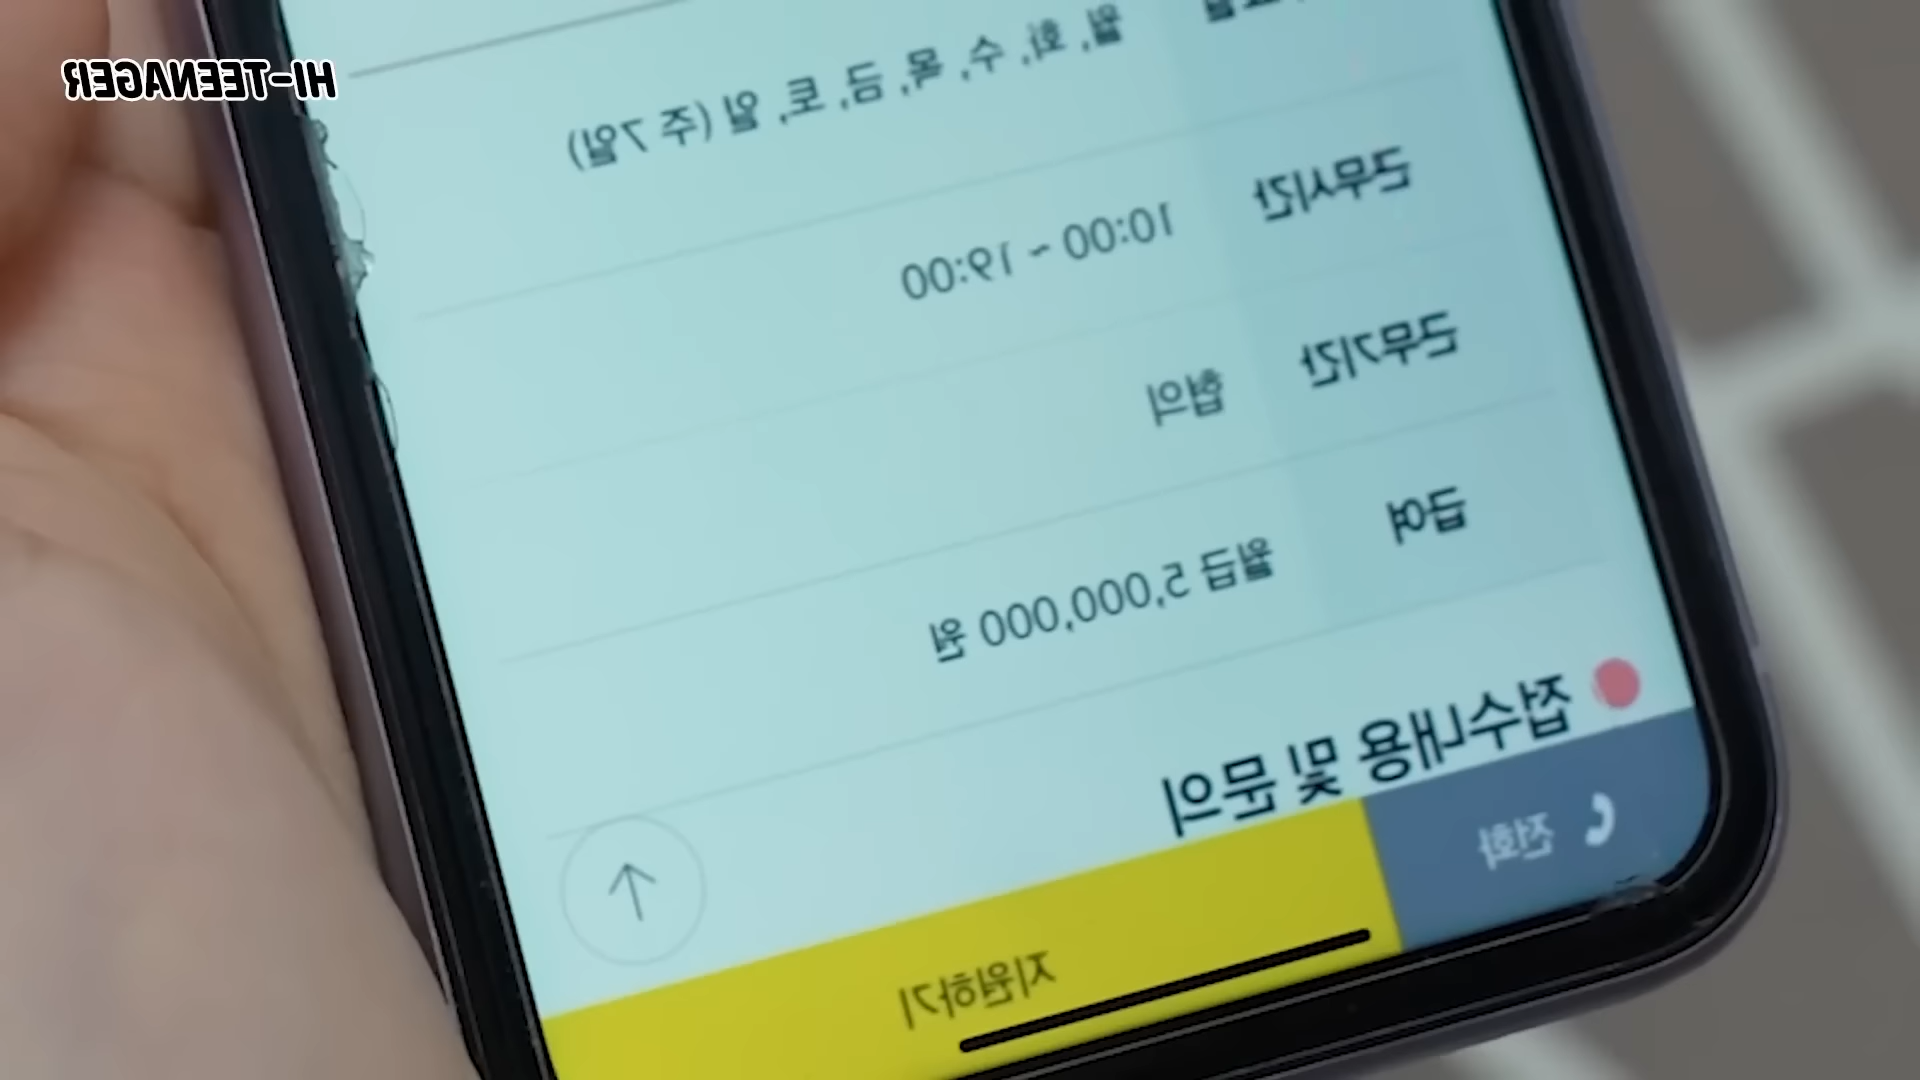 HI-TEENAGER
월, 화, 수, 목, 금, 토, 일 (주 7일)
근무시간 10:00 ~ 19:00
근무기간 협의
급여 월급 5,000,000 원
접수내용 및 문의
전화 지원하기